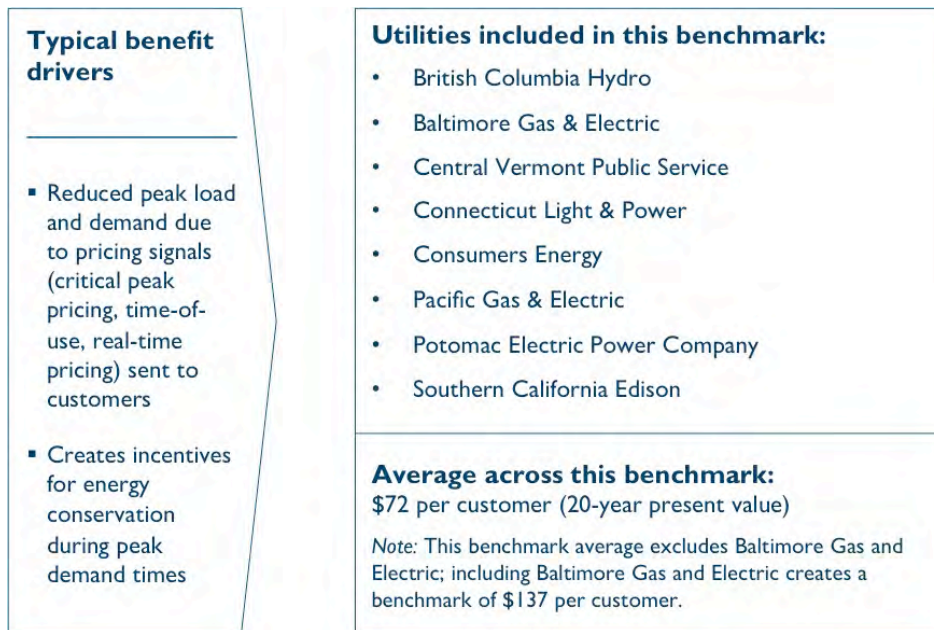 Typical benefit
drivers
▪ Reduced peak load
and demand due
to pricing signals
(critical peak
pricing, time-of-
use, real-time
pricing) sent to
customers
▪ Creates incentives
for energy
conservation
during peak
demand times
Utilities included in this benchmark:
• British Columbia Hydro
• Baltimore Gas & Electric
• Central Vermont Public Service
• Connecticut Light & Power
• Consumers Energy
• Pacific Gas & Electric
• Potomac Electric Power Company
• Southern California Edison
Average across this benchmark:
$72 per customer (20-year present value)
Note: This benchmark average excludes Baltimore Gas and
Electric; including Baltimore Gas and Electric creates a
benchmark of $137 per customer.